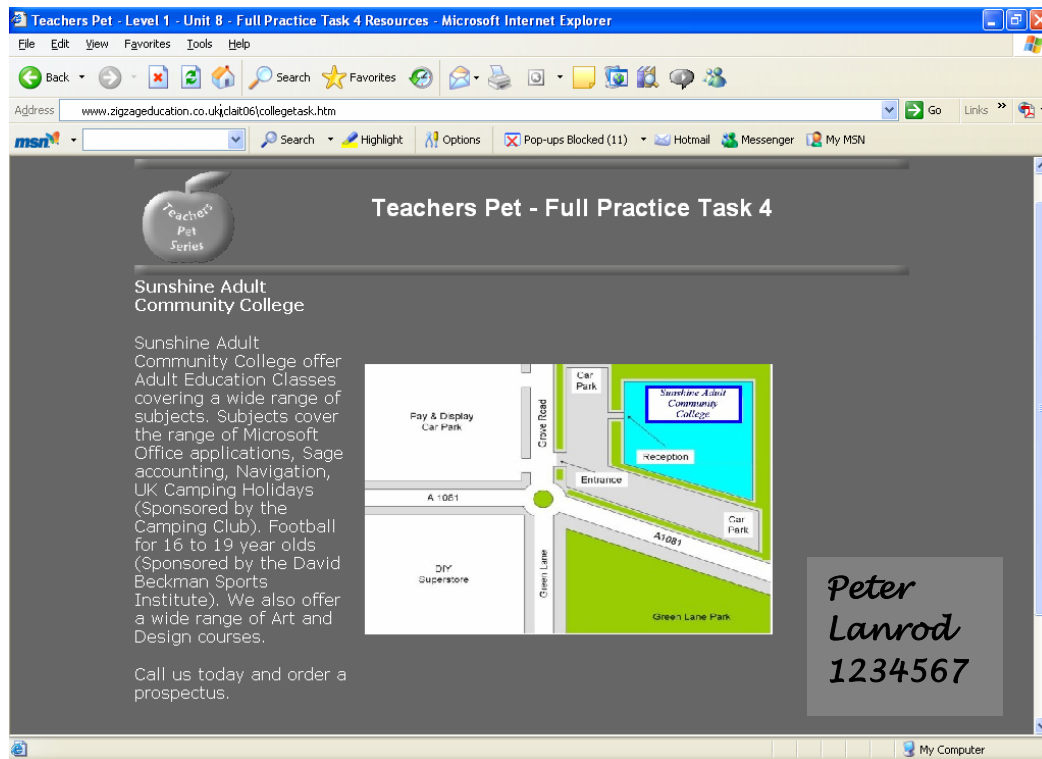 Teachers Pet - Level 1 - Unit 8 - Full Practice Task 4 Resources - Microsoft Internet Explorer
File Edit View Favorites Tools Help
Back Search Favorites
Address www.zigzageducation.co.uk\clait06\collegetask.htm Go Links »
msn Search Highlight Options Pop-ups Blocked (11) Hotmail Messenger My MSN
Teacher's
Pet
Series
Teachers Pet - Full Practice Task 4
Sunshine Adult
Community College
Sunshine Adult
Community College offer
Adult Education Classes
covering a wide range of
subjects. Subjects cover
the range of Microsoft
Office applications, Sage
accounting, Navigation,
UK Camping Holidays
(Sponsored by the
Camping Club). Football
for 16 to 19 year olds
(Sponsored by the David
Beckman Sports
Institute). We also offer
a wide range of Art and
Design courses.
Call us today and order a
prospectus.
Car
Park
Sunshine Adult
Community
College
Pay & Display
Car Park
Grove Road
Reception
Entrance
A 1081
Car
Park
A1081
DIY
Superstore
Green Lane
Green Lane Park
Peter
Lanrod
1234567
My Computer